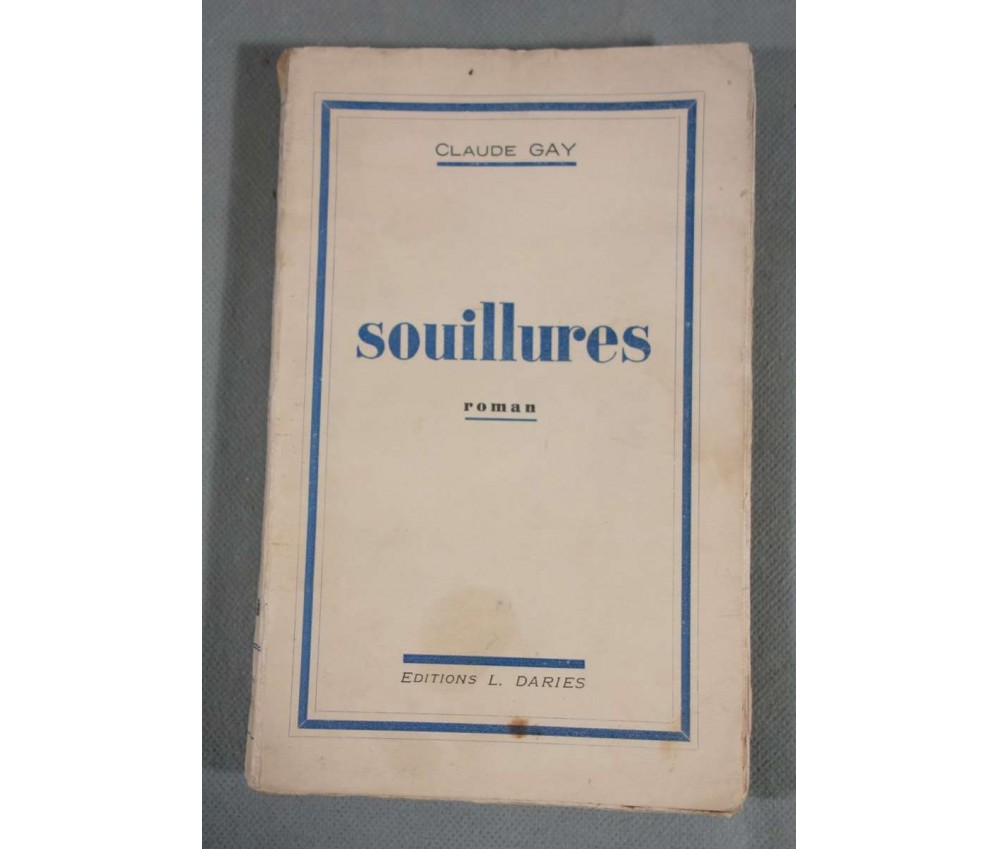 CLAUDE GAY
souillures
roman
EDITIONS L. DARIES